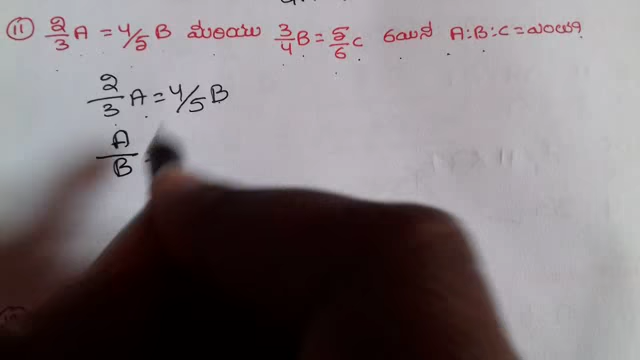 ⑪ 2/3 A = 4/5 B మరియు 3/4 B = 5/6 C అయిన A:B:C =
2/3 A = 4/5 B
A/B =